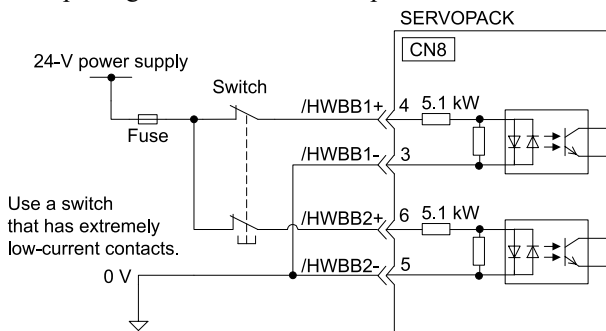 SERVOPACK
CN8
24-V power supply
Switch
Fuse
/HWBB1+ 4 5.1 kW
/HWBB1- 3
Use a switch
that has extremely
low-current contacts.
/HWBB2+ 6 5.1 kW
0 V
/HWBB2- 5